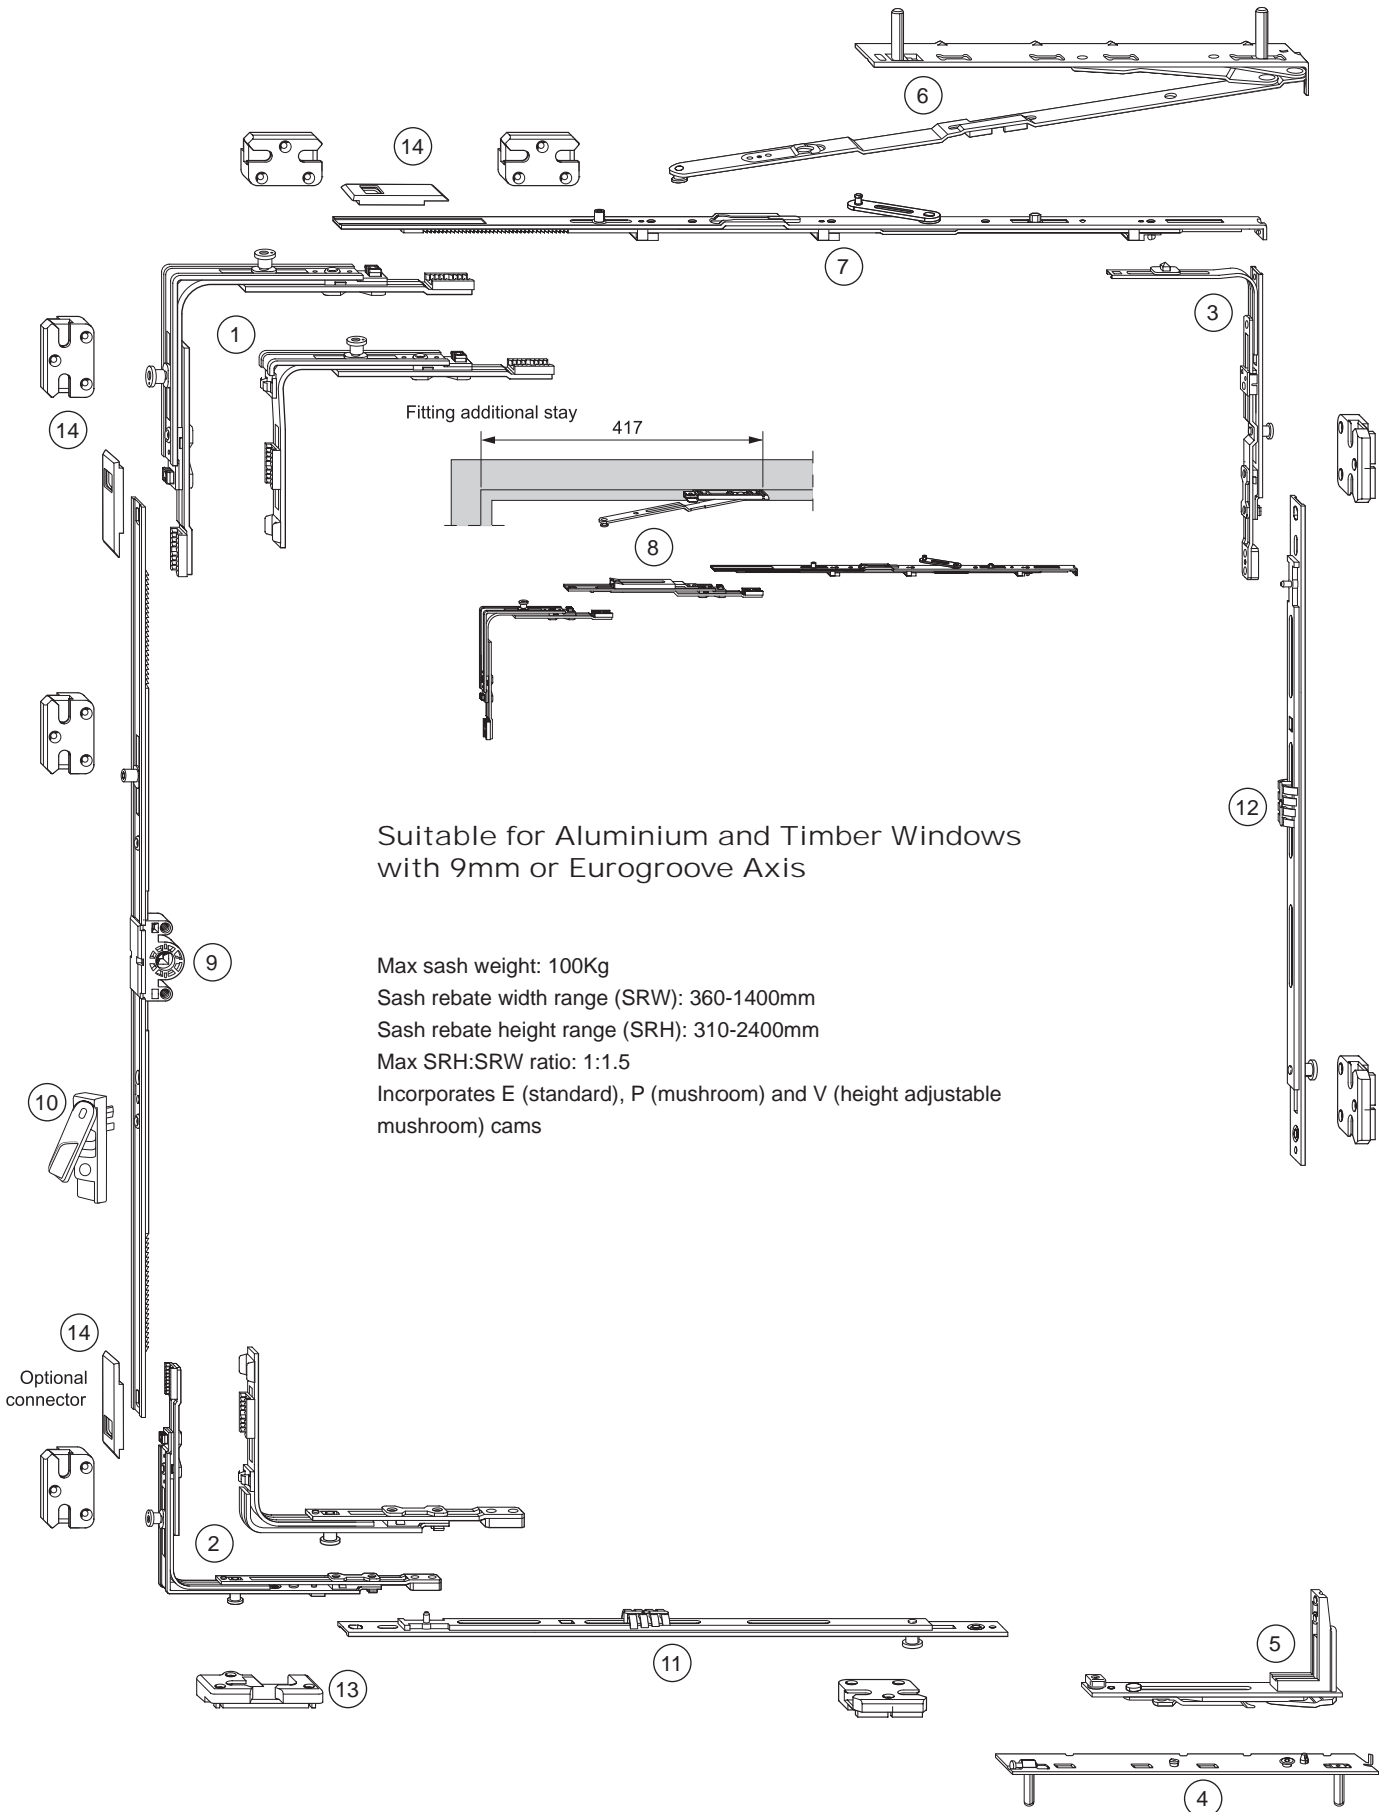 6
14
7
1
3
14
Fitting additional stay
417
8
12
Suitable for Aluminium and Timber Windows
with 9mm or Eurogroove Axis
9
Max sash weight: 100Kg
Sash rebate width range (SRW): 360-1400mm
Sash rebate height range (SRH): 310-2400mm
Max SRH:SRW ratio: 1:1.5
Incorporates E (standard), P (mushroom) and V (height adjustable
mushroom) cams
10
14
Optional
connector
2
11
5
13
4